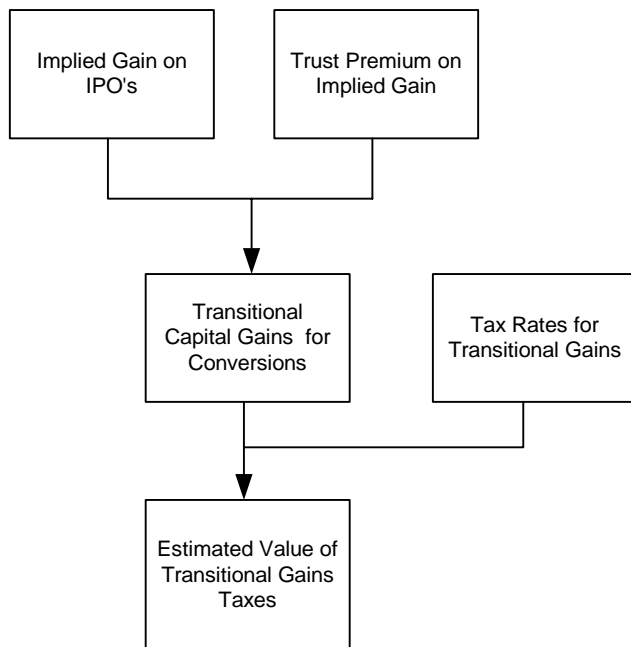 Implied Gain on
IPO's
Trust Premium on
Implied Gain
Transitional
Capital Gains for
Conversions
Tax Rates for
Transitional Gains
Estimated Value of
Transitional Gains
Taxes